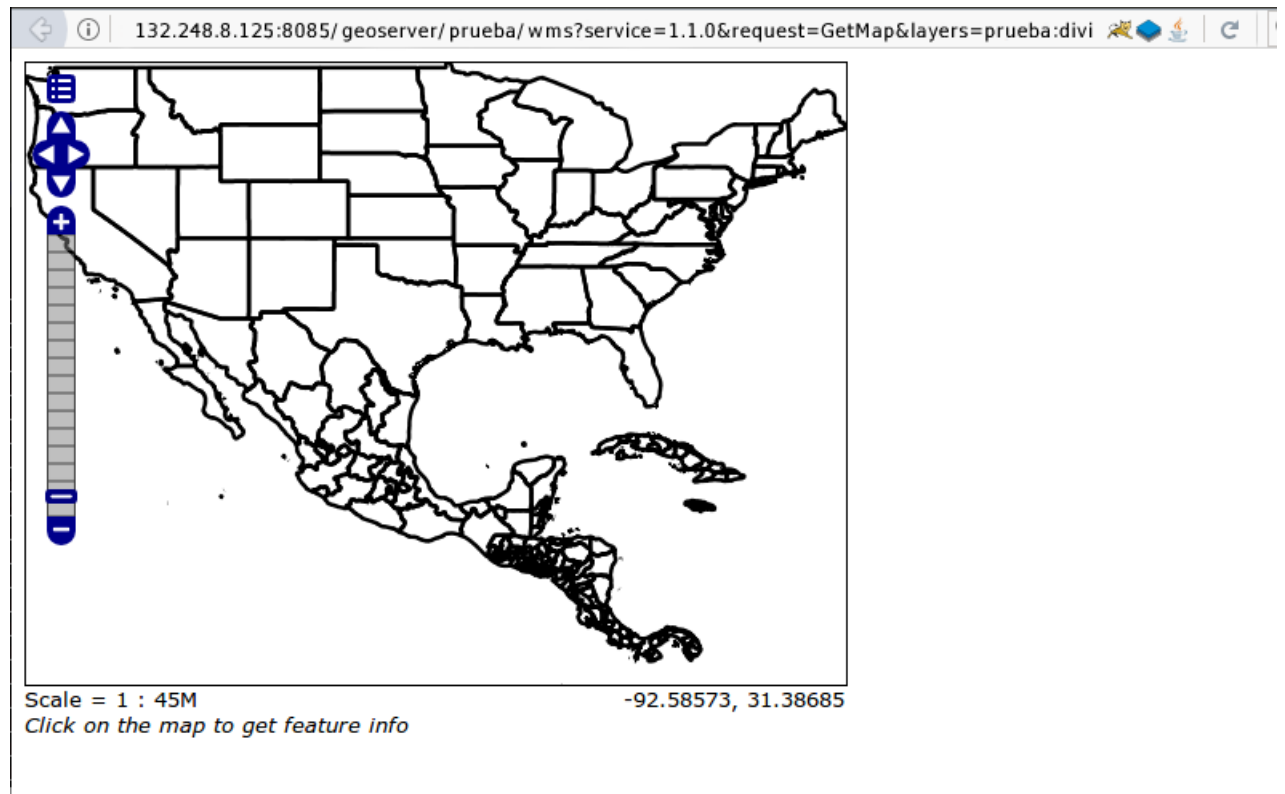 132.248.8.125:8085/geoserver/prueba/wms?service=1.1.0&request=GetMap&layers=prueba:divi
Scale = 1 : 45M
-92.58573, 31.38685
Click on the map to get feature info